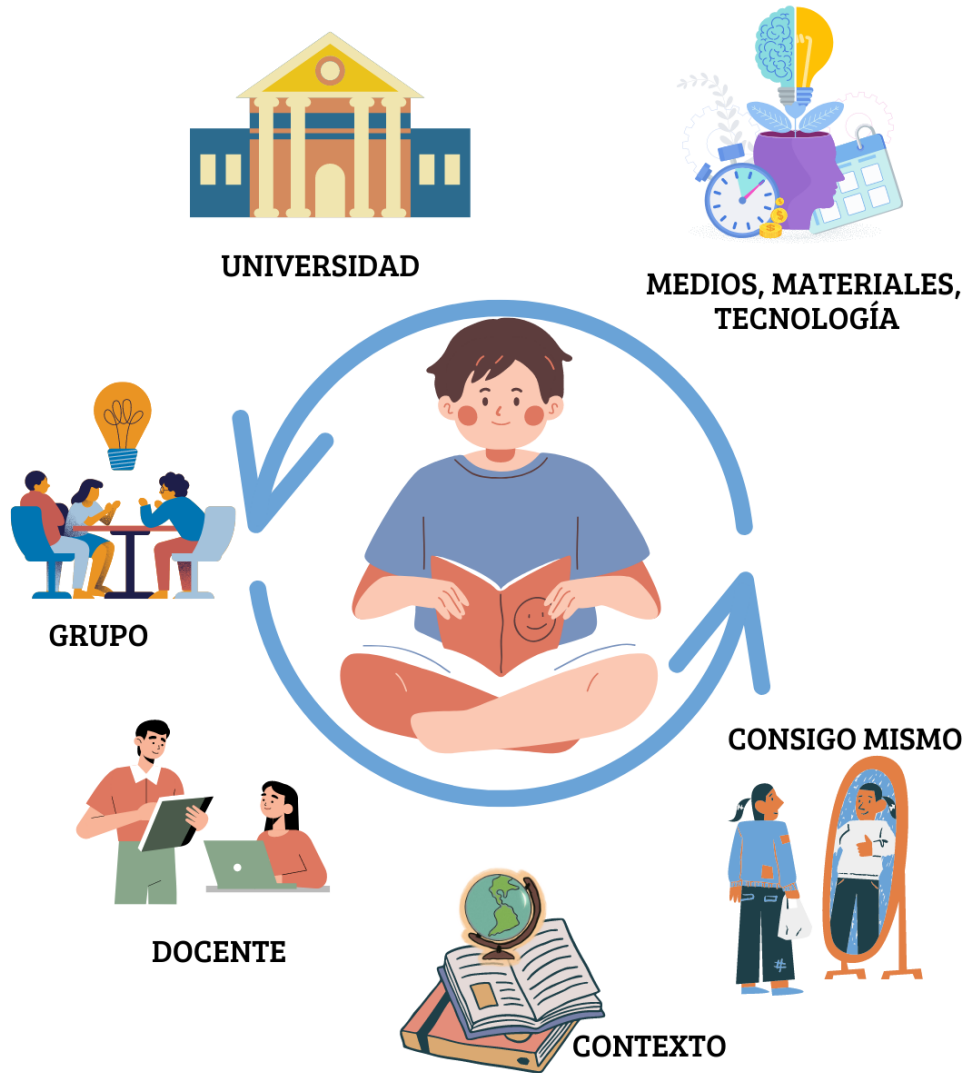 UNIVERSIDAD
MEDIOS, MATERIALES,
TECNOLOGÍA
GRUPO
CONSIGO MISMO
DOCENTE
CONTEXTO